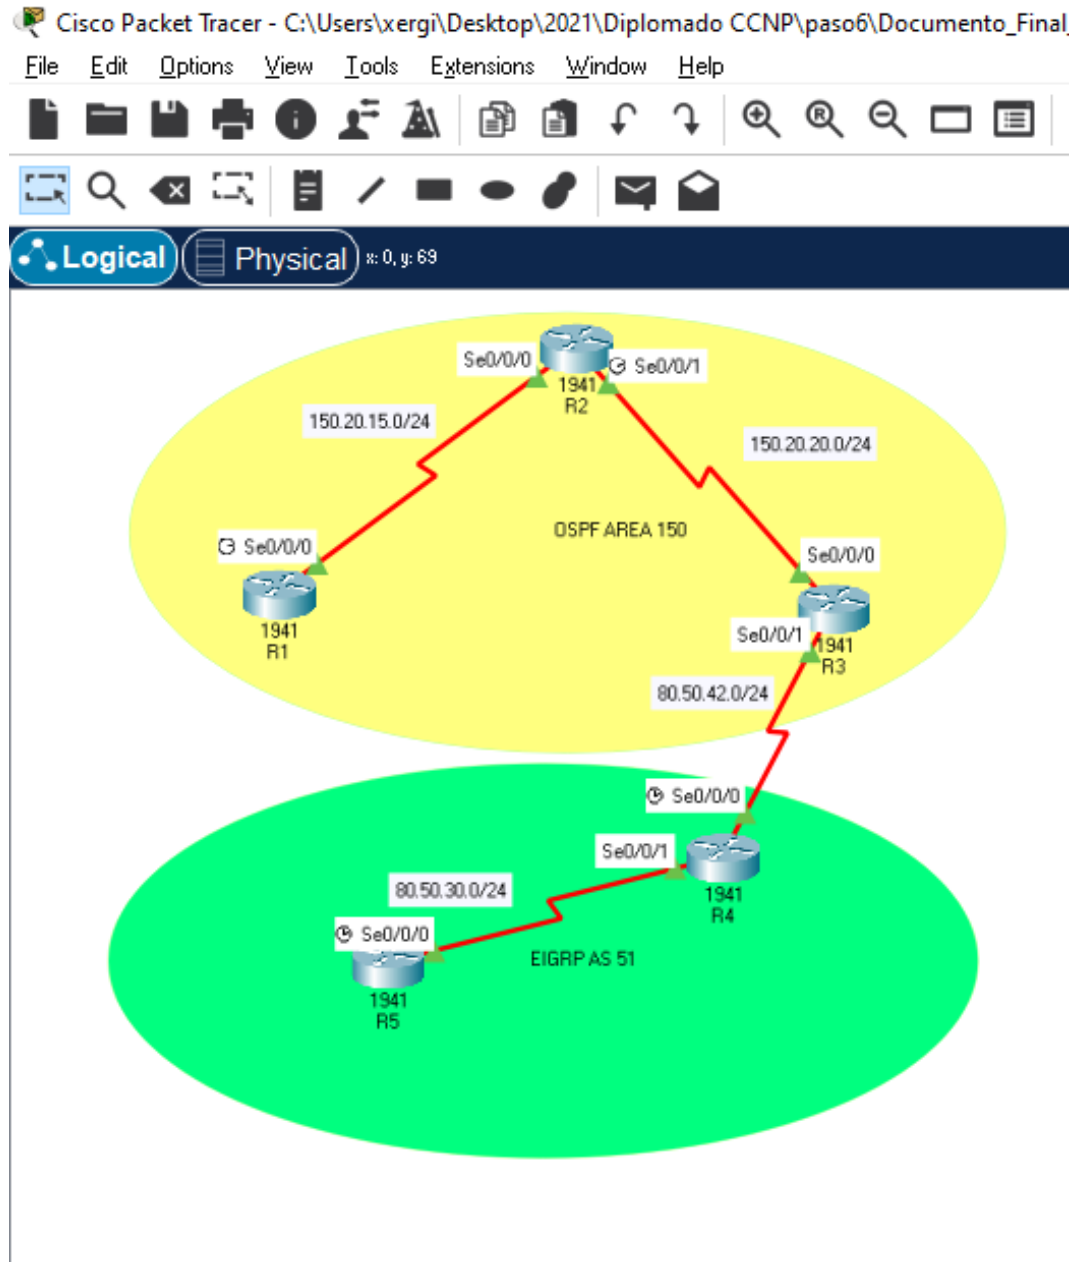 Cisco Packet Tracer - C:\Users\xergi\Desktop\2021\Diplomado CCNP\paso6\Documento_Final_
File Edit Options View Tools Extensions Window Help
Logical Physical x: 0, y: 69
Se0/0/0
Se0/0/1
1941
R2
150.20.15.0/24
150.20.20.0/24
OSPF AREA 150
Se0/0/0
1941
R1
Se0/0/0
Se0/0/1
1941
R3
80.50.42.0/24
Se0/0/0
Se0/0/1
1941
R4
80.50.30.0/24
Se0/0/0
EIGRP AS 51
1941
R5